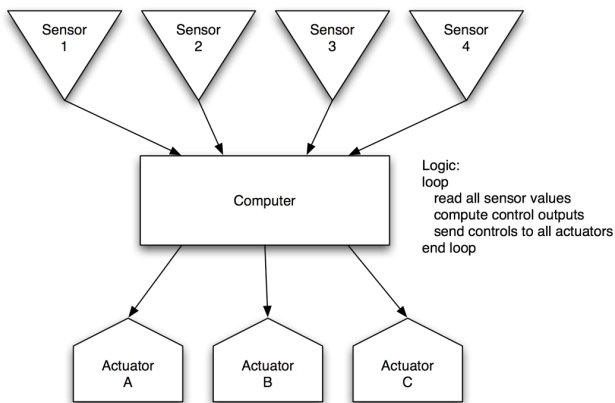 Sensor
1
Sensor
2
Sensor
3
Sensor
4
Computer
Logic:
loop
read all sensor values
compute control outputs
send controls to all actuators
end loop
Actuator
A
Actuator
B
Actuator
C